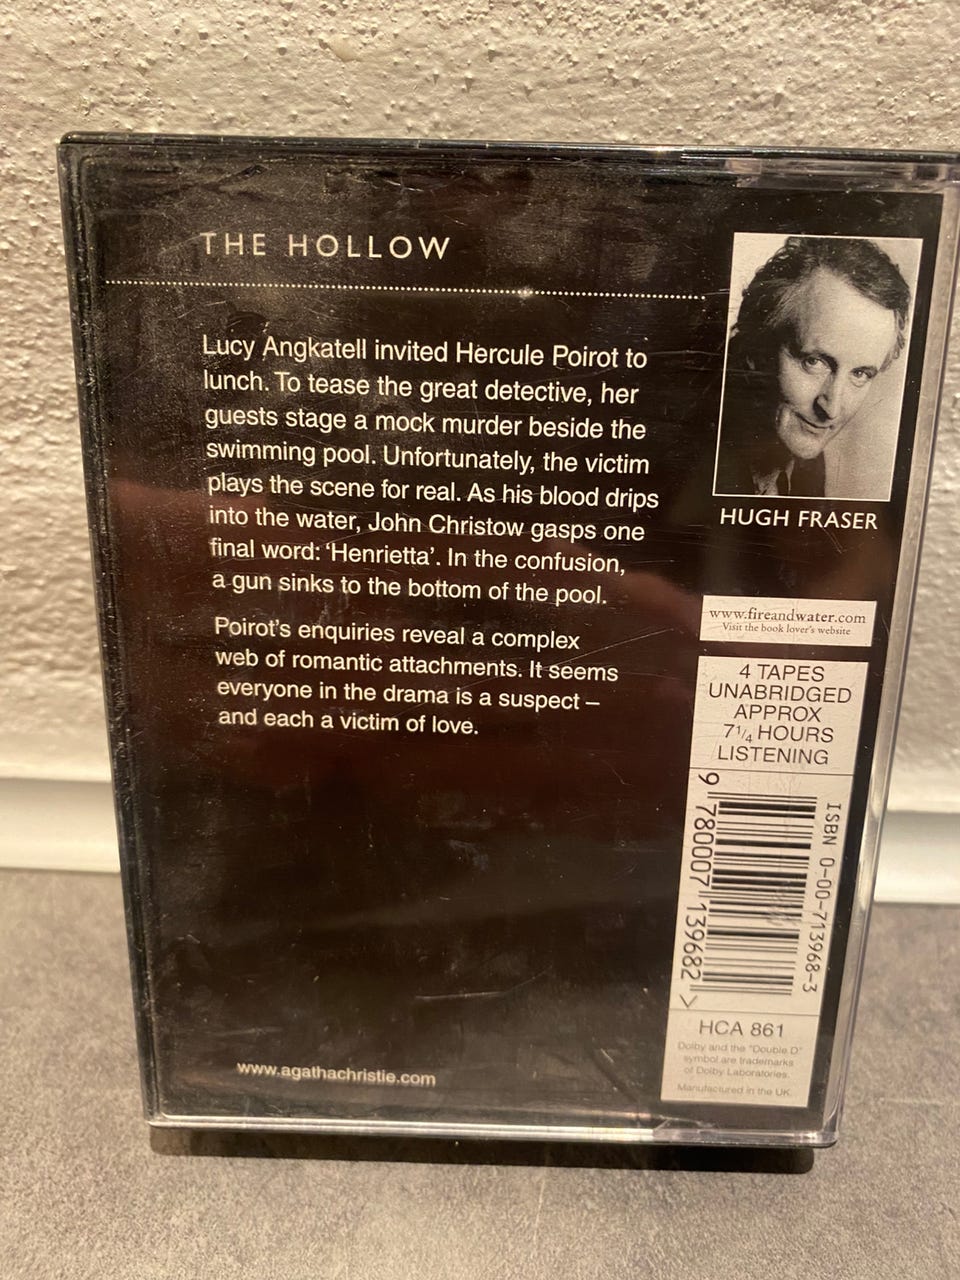 THE HOLLOW
Lucy Angkatell invited Hercule Poirot to
lunch. To tease the great detective, her
guests stage a mock murder beside the
swimming pool. Unfortunately, the victim
plays the scene for real. As his blood drips
into the water, John Christow gasps one
final word: ‘Henrietta’. In the confusion,
a gun sinks to the bottom of the pool.
Poirot’s enquiries reveal a complex
web of romantic attachments. It seems
everyone in the drama is a suspect –
and each a victim of love.
www.agathachristie.com
HUGH FRASER
www.fireandwater.com
Visit the book lover's website
4 TAPES
UNABRIDGED
APPROX
7¼ HOURS
LISTENING
ISBN 0-00-713968-3
9 780007 139682 >
HCA 861
Dolby and the "Double D"
symbol are trademarks
of Dolby Laboratories.
Manufactured in the UK.